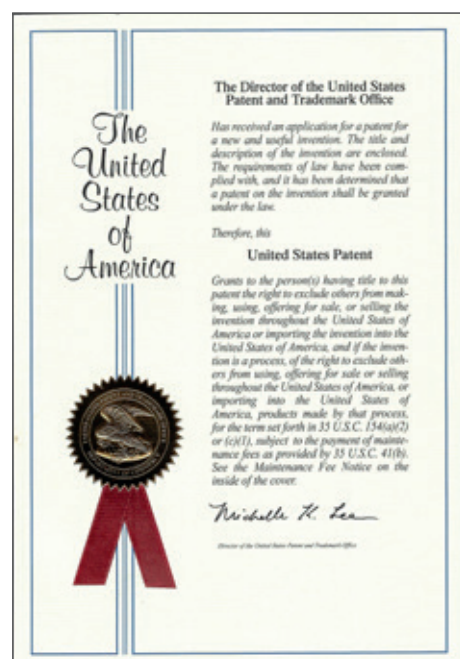 The
United
States
of
America
The Director of the United States
Patent and Trademark Office
Has received an application for a patent for
a new and useful invention. The title and
description of the invention are enclosed.
The requirements of law have been com-
plied with, and it has been determined that
a patent on the invention shall be granted
under the law.
Therefore, this
United States Patent
Grants to the person(s) having title to this
patent the right to exclude others from mak-
ing, using, offering for sale, or selling the
invention throughout the United States of
America or importing the invention into the
United States of America, and if the inven-
tion is a process, of the right to exclude oth-
ers from using, offering for sale or selling
throughout the United States of America, or
importing into the United States of
America, products made by that process,
for the term set forth in 35 U.S.C. 154(a)(2)
or (c)(1), subject to the payment of mainte-
nance fees as provided by 35 U.S.C. 41(b).
See the Maintenance Fee Notice on the
inside of the cover.
Michelle K. Lee
Director of the United States Patent and Trademark Office